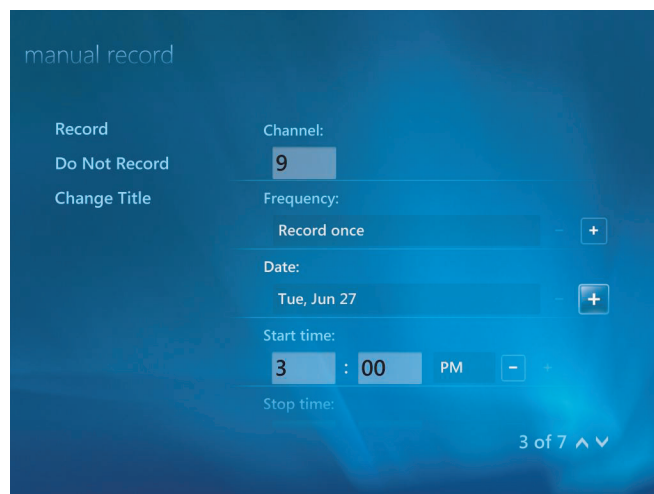 manual record
Record
Do Not Record
Change Title
Channel:
9
Frequency:
Record once
- +
Date:
Tue, Jun 27
- +
Start time:
3 : 00 PM - +
Stop time:
3 of 7